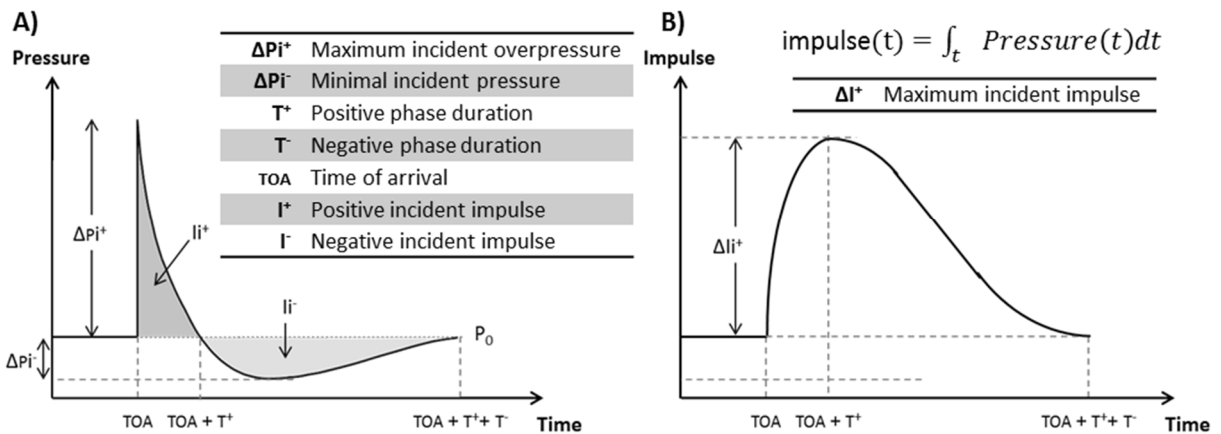 A)
Pressure
ΔPi⁺ Maximum incident overpressure
ΔPi⁻ Minimal incident pressure
T⁺ Positive phase duration
T⁻ Negative phase duration
TOA Time of arrival
I⁺ Positive incident impulse
I⁻ Negative incident impulse
ΔPi⁺
Ii⁺
Ii⁻
P₀
ΔPi⁻
TOA
TOA + T⁺
TOA + T⁺+ T⁻
Time
B)
impulse(t) = ∫ₜ Pressure(t)dt
Impulse
ΔI⁺ Maximum incident impulse
ΔIi⁺
TOA
TOA + T⁺
TOA + T⁺+ T⁻
Time